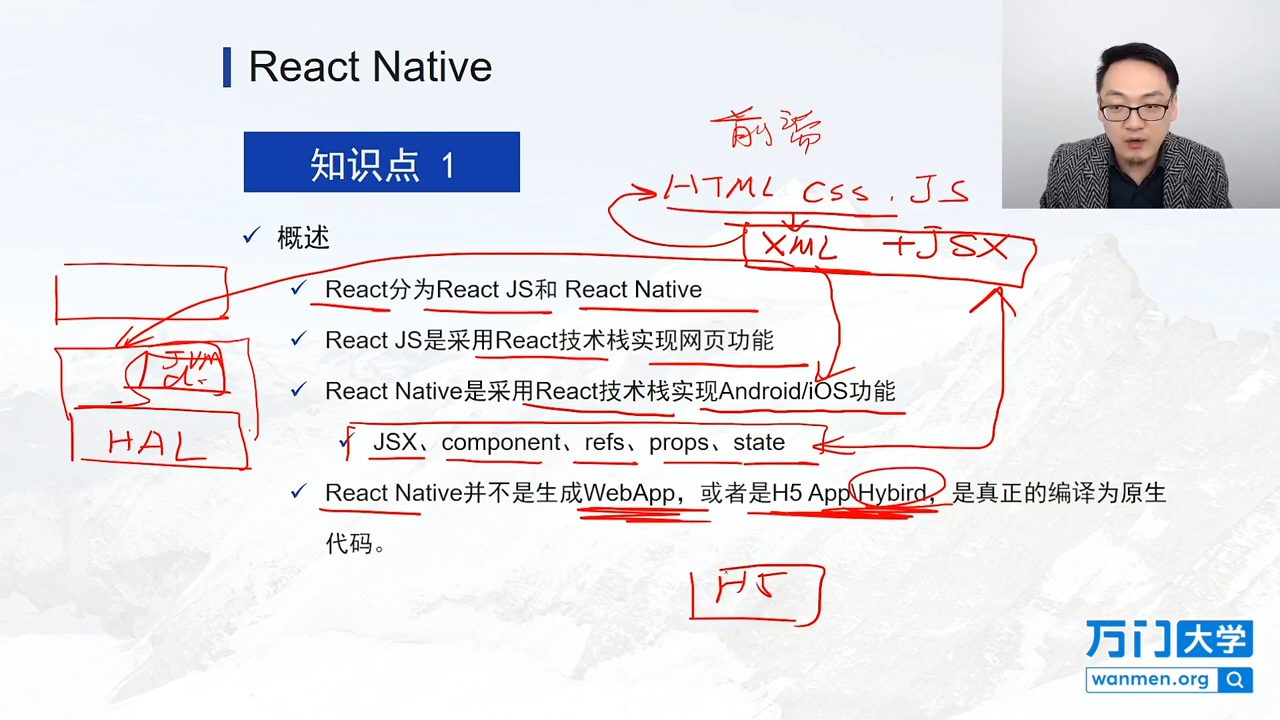 React Native
知识点 1
前端
HTML CSS. JS
XML + JSX
概述
React分为React JS和 React Native
React JS是采用React技术栈实现网页功能
JVM
React Native是采用React技术栈实现Android/iOS功能
HAL
JSX、component、refs、props、state
React Native并不是生成WebApp，或者是H5 App\Hybird，是真正的编译为原生
代码。
H5
万门大学
wanmen.org